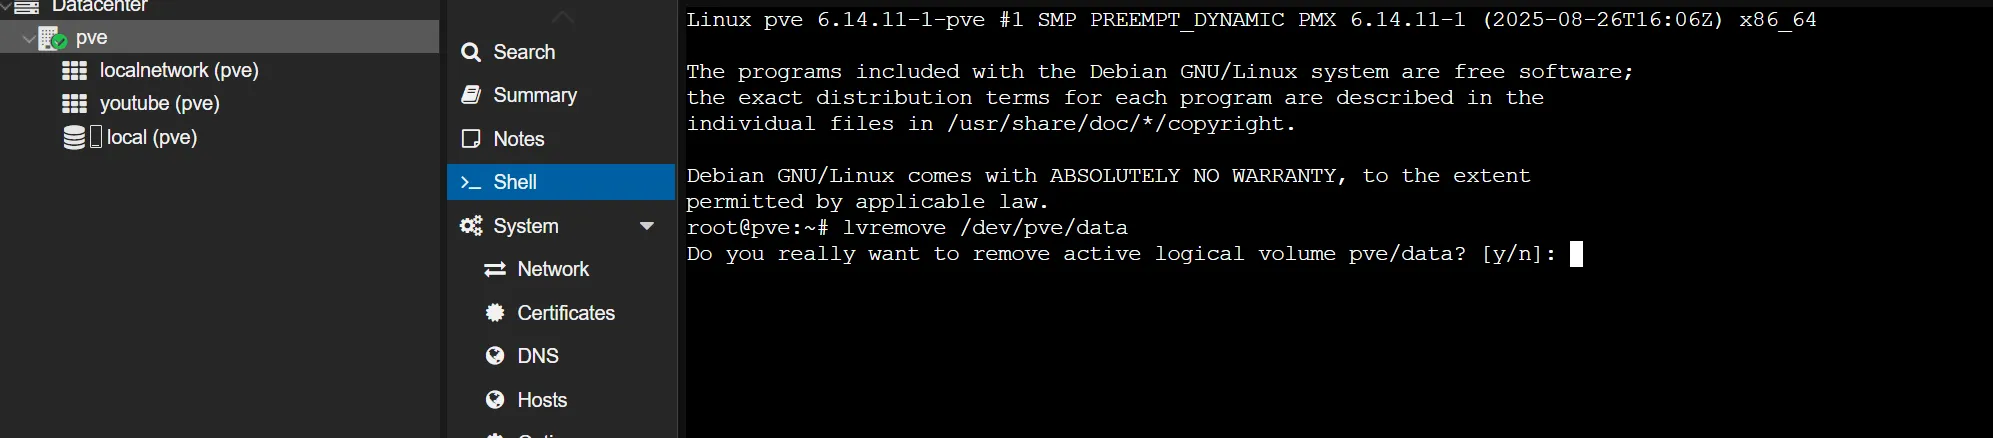 Datacenter
pve
localnetwork (pve)
youtube (pve)
local (pve)
Search
Summary
Notes
Shell
System
Network
Certificates
DNS
Hosts
Linux pve 6.14.11-1-pve #1 SMP PREEMPT_DYNAMIC PMX 6.14.11-1 (2025-08-26T16:06Z) x86_64
The programs included with the Debian GNU/Linux system are free software;
the exact distribution terms for each program are described in the
individual files in /usr/share/doc/*/copyright.
Debian GNU/Linux comes with ABSOLUTELY NO WARRANTY, to the extent
permitted by applicable law.
root@pve:~# lvremove /dev/pve/data
Do you really want to remove active logical volume pve/data? [y/n]: